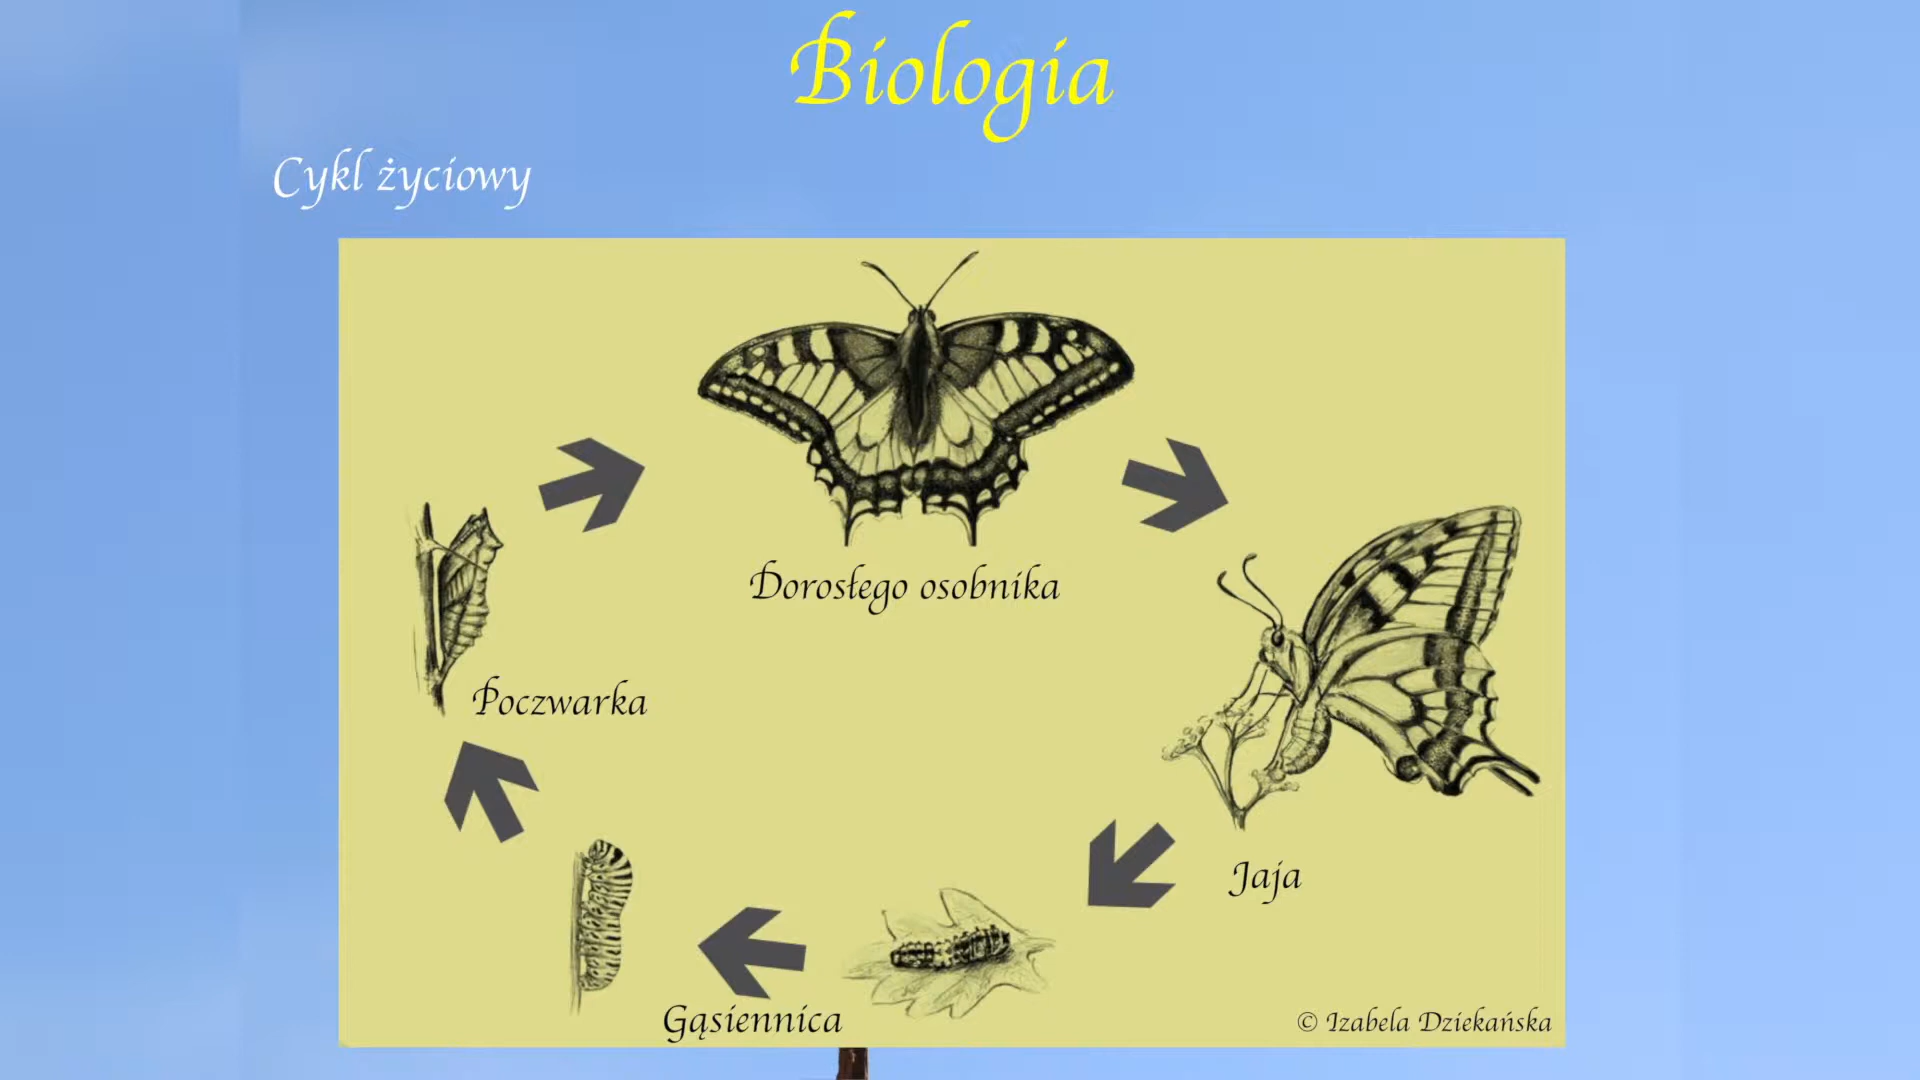 Biologia
Cykl życiowy
Dorosłego osobnika
Poczwarka
Jaja
Gąsiennica
© Izabela Dziekańska